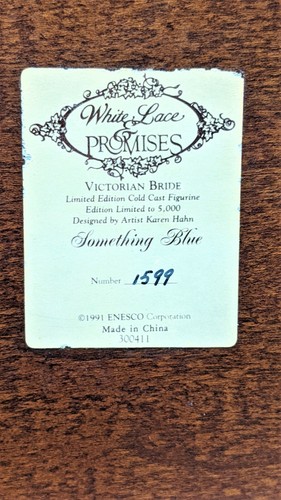 White Lace
&
PROMISES
VICTORIAN BRIDE
Limited Edition Cold Cast Figurine
Edition Limited to 5,000
Designed by Artist Karen Hahn
Something Blue
Number 1599
©1991 ENESCO Corporation
Made in China
300411